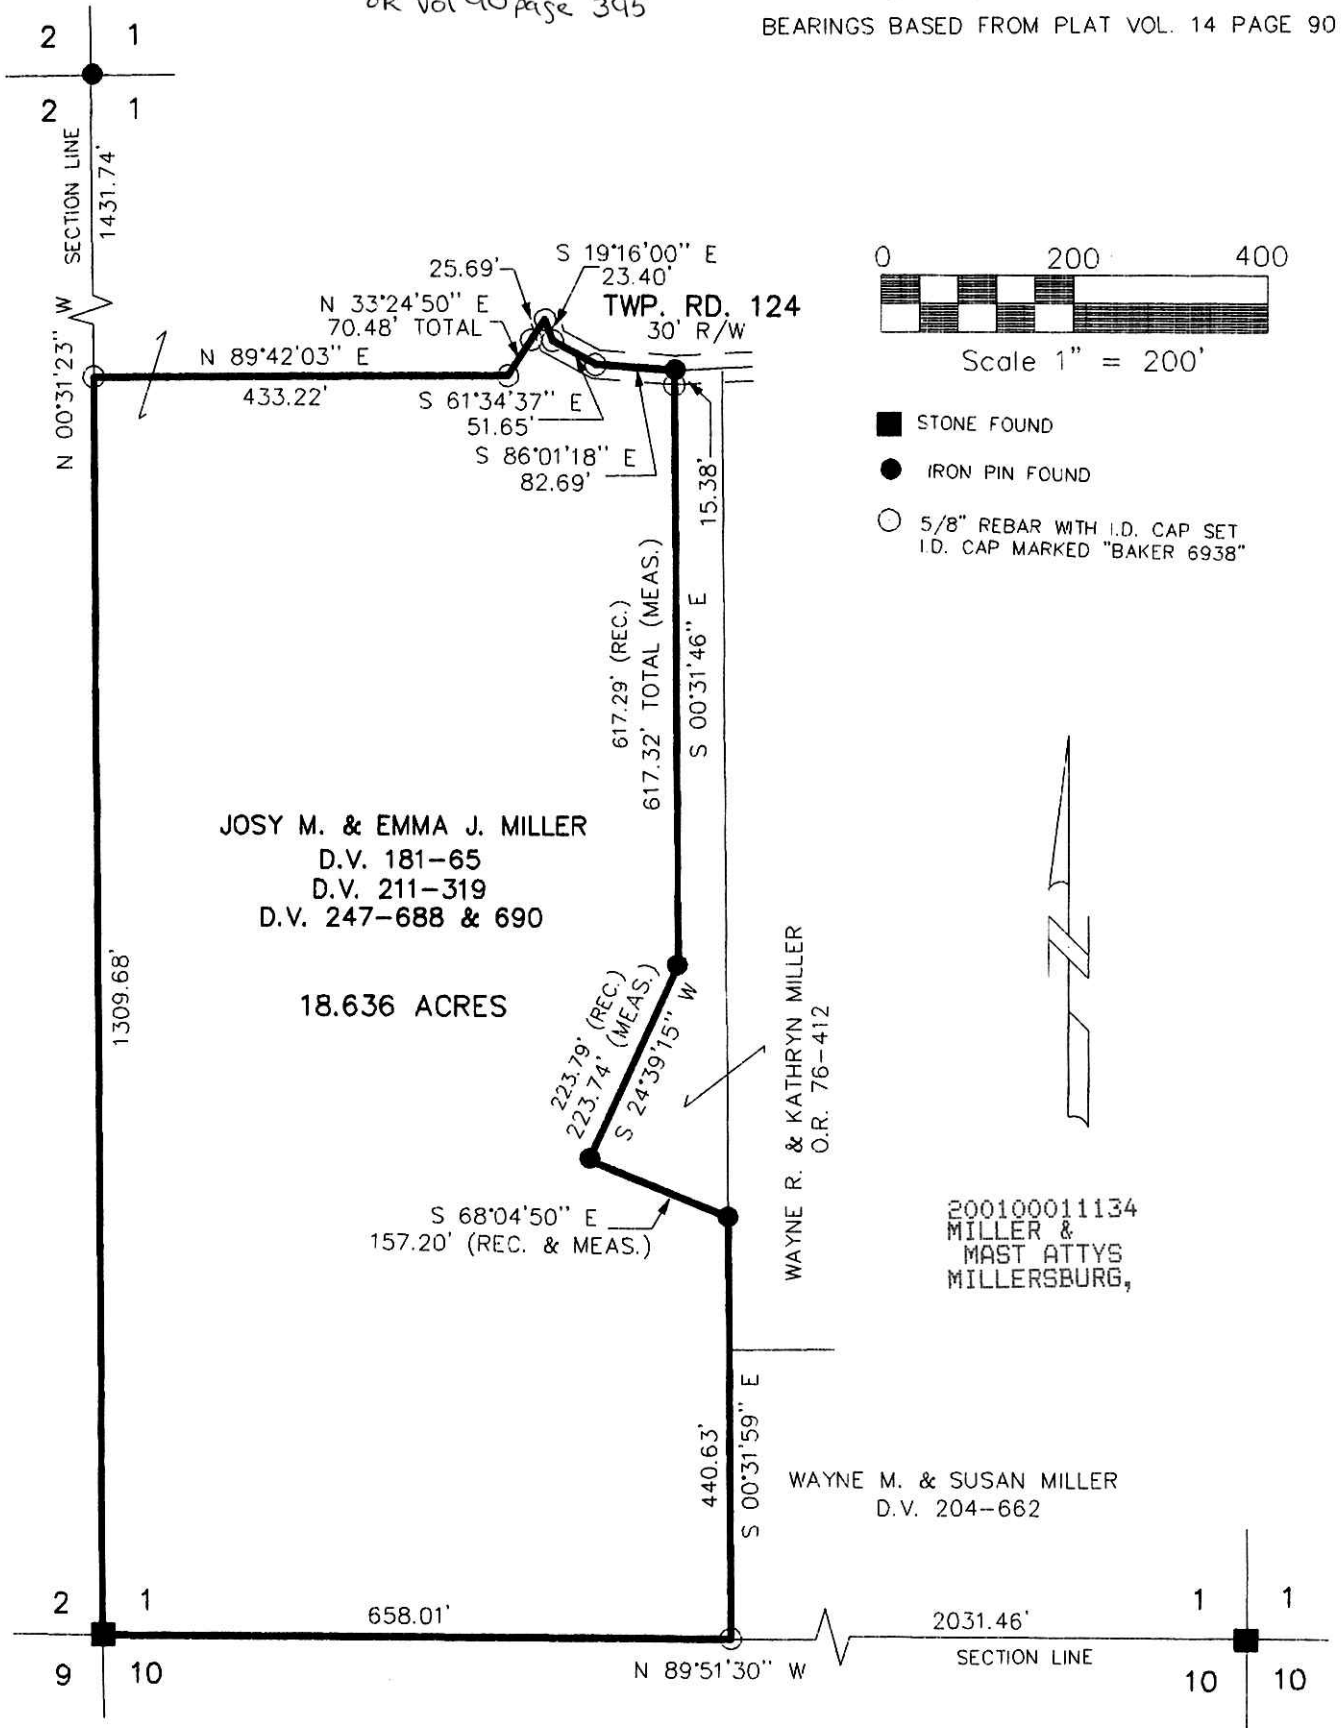 OR Vol 90 page 395
BEARINGS BASED FROM PLAT VOL. 14 PAGE 90
2 1
2 1
SECTION LINE
1431.74'
N 00°31'23" W
N 89°42'03" E
433.22'
25.69'
S 19°16'00" E
23.40'
N 33°24'50" E
70.48' TOTAL
TWP. RD. 124
30' R/W
S 61°34'37" E
51.65'
S 86°01'18" E
82.69'
15.38'
0 200 400
Scale 1" = 200'
STONE FOUND
IRON PIN FOUND
5/8" REBAR WITH I.D. CAP SET
I.D. CAP MARKED "BAKER 6938"
617.29' (REC.)
617.32' TOTAL (MEAS.)
S 00°31'46" E
JOSY M. & EMMA J. MILLER
D.V. 181-65
D.V. 211-319
D.V. 247-688 & 690
18.636 ACRES
1309.68'
223.79' (REC.)
223.74' (MEAS.)
S 24°39'15" W
WAYNE R. & KATHRYN MILLER
O.R. 76-412
N
S 68°04'50" E
157.20' (REC. & MEAS.)
200100011134
MILLER &
MAST ATTYS
MILLERSBURG,
440.63'
S 00°31'59" E
WAYNE M. & SUSAN MILLER
D.V. 204-662
2 1
9 10
658.01'
N 89°51'30" W
2031.46'
SECTION LINE
1 1
10 10